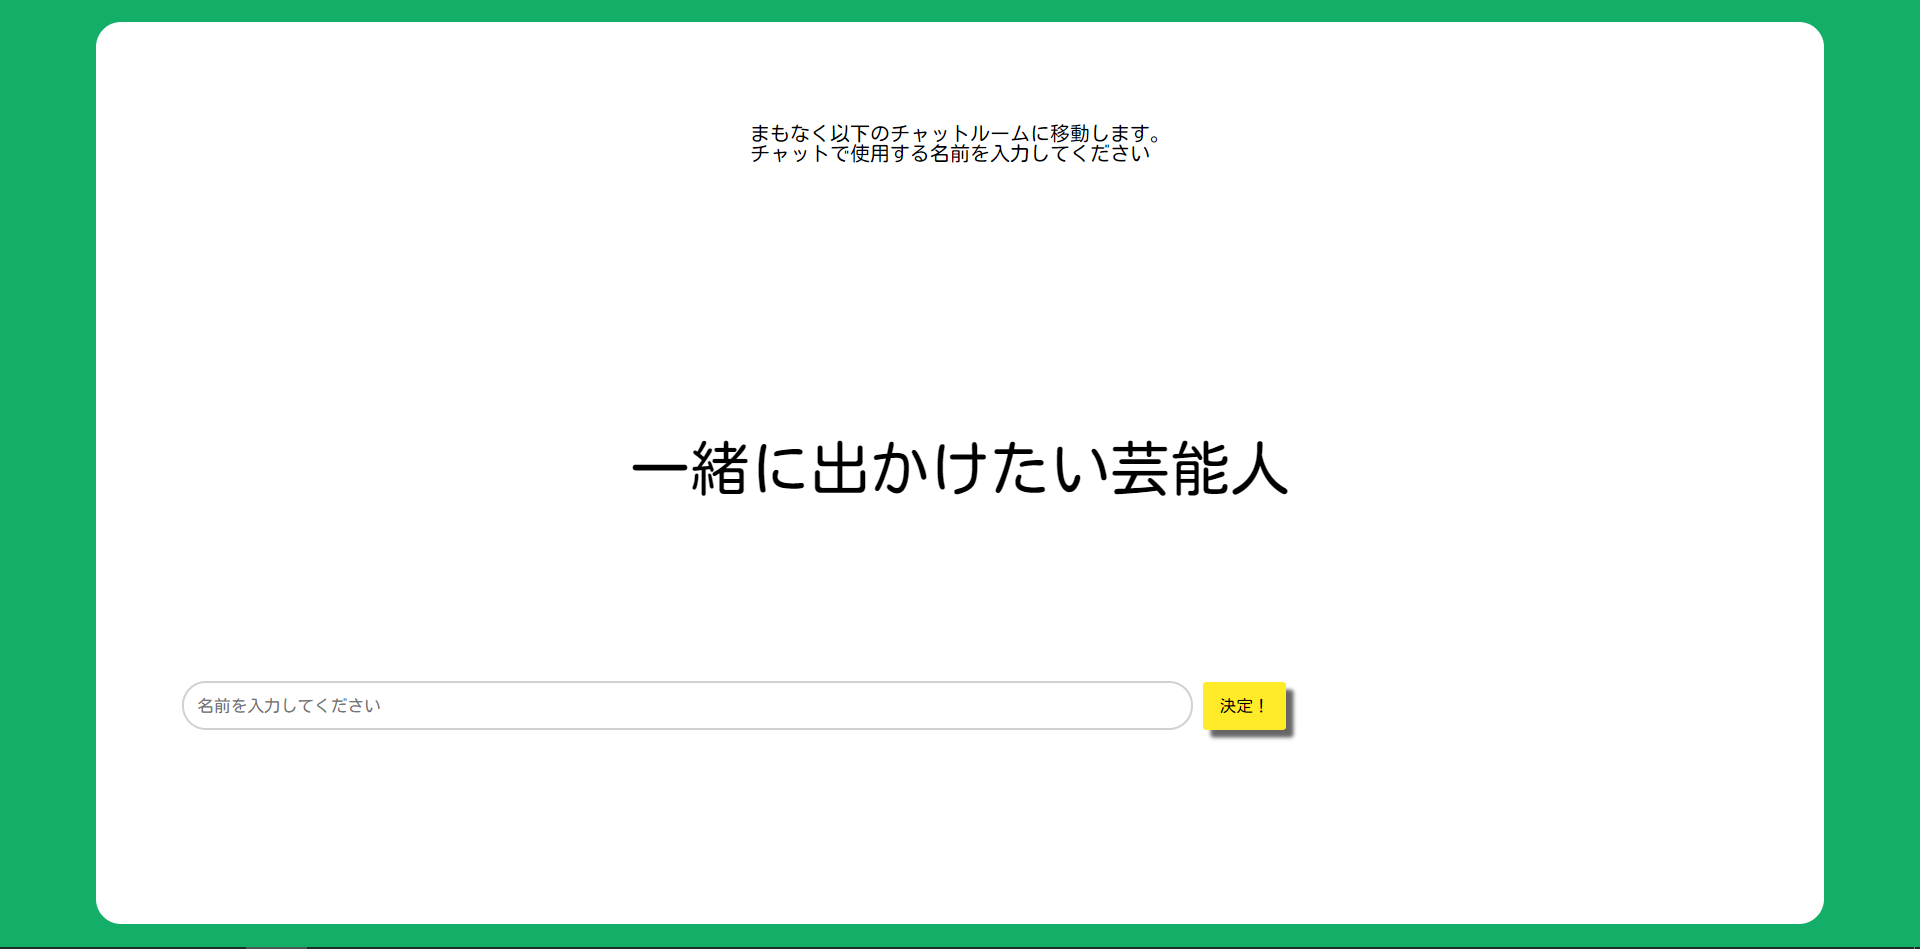 まもなく以下のチャットルームに移動します。
チャットで使用する名前を入力してください
一緒に出かけたい芸能人
名前を入力してください
決定！